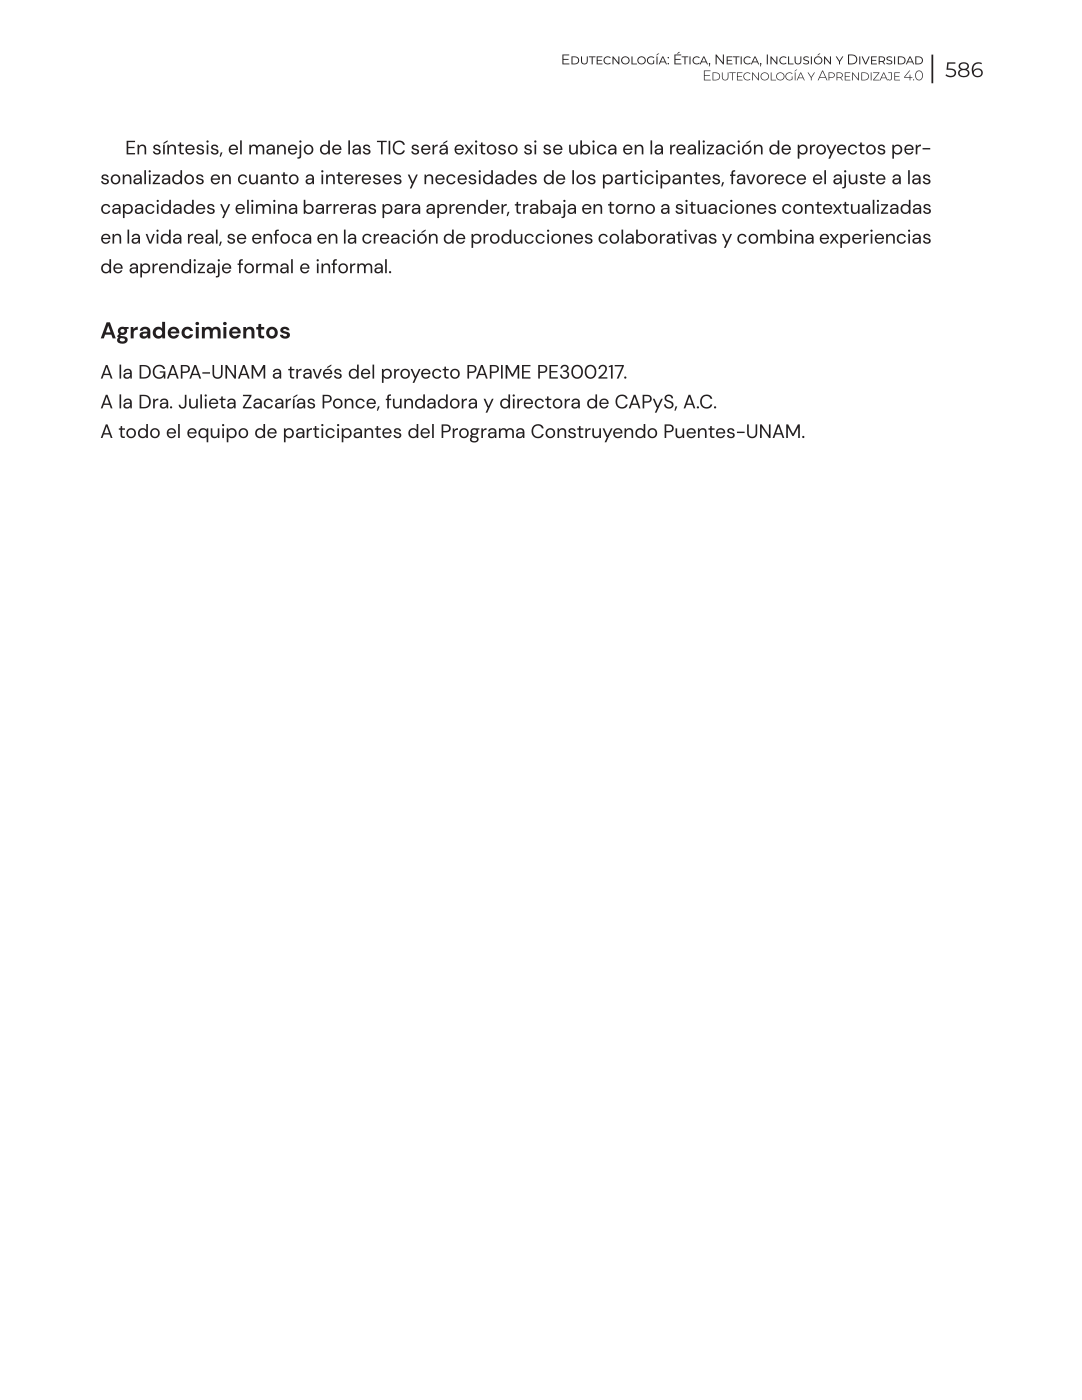 Edutecnología: Ética, Netica, Inclusión y Diversidad
Edutecnología y Aprendizaje 4.0
586
En síntesis, el manejo de las TIC será exitoso si se ubica en la realización de proyectos per-
sonalizados en cuanto a intereses y necesidades de los participantes, favorece el ajuste a las
capacidades y elimina barreras para aprender, trabaja en torno a situaciones contextualizadas
en la vida real, se enfoca en la creación de producciones colaborativas y combina experiencias
de aprendizaje formal e informal.
Agradecimientos
A la DGAPA-UNAM a través del proyecto PAPIME PE300217.
A la Dra. Julieta Zacarías Ponce, fundadora y directora de CAPyS, A.C.
A todo el equipo de participantes del Programa Construyendo Puentes-UNAM.